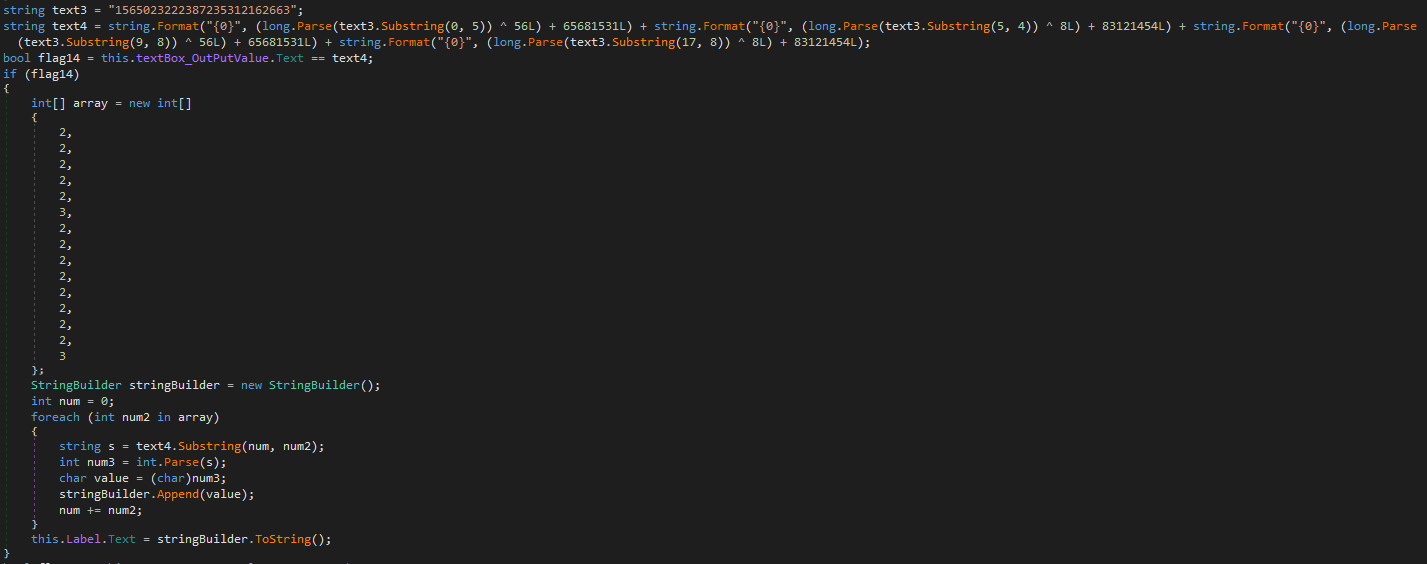 string text3 = "1565023222387235312162663";
string text4 = string.Format("{0}", (long.Parse(text3.Substring(0, 5)) ^ 56L) + 65681531L) + string.Format("{0}", (long.Parse(text3.Substring(5, 4)) ^ 8L) + 83121454L) + string.Format("{0}", (long.Parse
(text3.Substring(9, 8)) ^ 56L) + 65681531L) + string.Format("{0}", (long.Parse(text3.Substring(17, 8)) ^ 8L) + 83121454L);
bool flag14 = this.textBox_OutPutValue.Text == text4;
if (flag14)
{
int[] array = new int[]
{
2,
2,
2,
2,
2,
3,
2,
2,
2,
2,
2,
2,
2,
2,
3
};
StringBuilder stringBuilder = new StringBuilder();
int num = 0;
foreach (int num2 in array)
{
string s = text4.Substring(num, num2);
int num3 = int.Parse(s);
char value = (char)num3;
stringBuilder.Append(value);
num += num2;
}
this.Label.Text = stringBuilder.ToString();
}